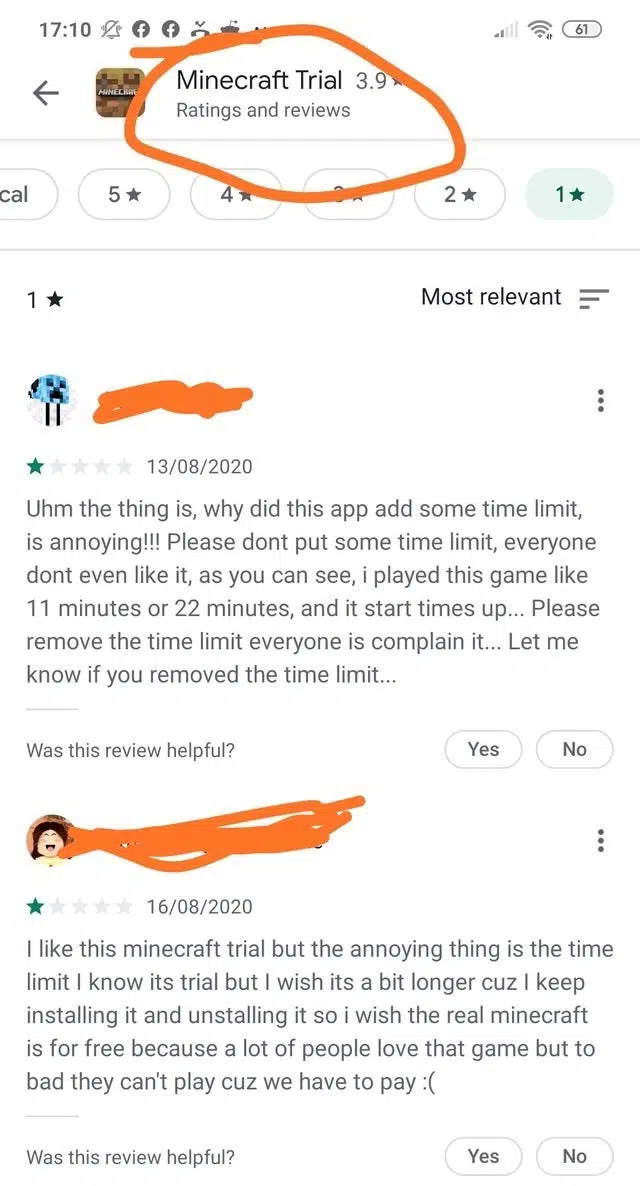 17:10 61
Minecraft Trial 3.9
Ratings and reviews
cal 5★ 4★ 3★ 2★ 1★
1 ★ Most relevant
13/08/2020
Uhm the thing is, why did this app add some time limit,
is annoying!!! Please dont put some time limit, everyone
dont even like it, as you can see, i played this game like
11 minutes or 22 minutes, and it start times up... Please
remove the time limit everyone is complain it... Let me
know if you removed the time limit...
Was this review helpful? Yes No
16/08/2020
I like this minecraft trial but the annoying thing is the time
limit I know its trial but I wish its a bit longer cuz I keep
installing it and unstalling it so i wish the real minecraft
is for free because a lot of people love that game but to
bad they can't play cuz we have to pay :(
Was this review helpful? Yes No